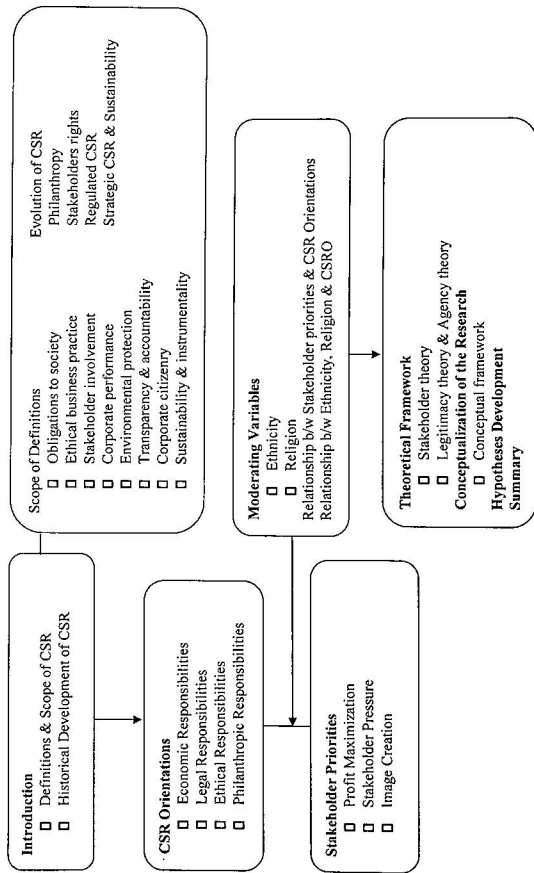 Introduction
Definitions & Scope of CSR
Historical Development of CSR
Scope of Definitions
Obligations to society
Ethical business practice
Stakeholder involvement
Corporate performance
Environmental protection
Transparency & accountability
Corporate citizenry
Sustainability & instrumentality
Evolution of CSR
Philanthropy
Stakeholders rights
Regulated CSR
Strategic CSR & Sustainability
CSR Orientations
Economic Responsibilities
Legal Responsibilities
Ethical Responsibilities
Philanthropic Responsibilities
Moderating Variables
Ethnicity
Religion
Relationship b/w Stakeholder priorities & CSR Orientations
Relationship b/w Ethnicity, Religion & CSRO
Stakeholder Priorities
Profit Maximization
Stakeholder Pressure
Image Creation
Theoretical Framework
Stakeholder theory
Legitimacy theory & Agency theory
Conceptualization of the Research
Conceptual framework
Hypotheses Development
Summary